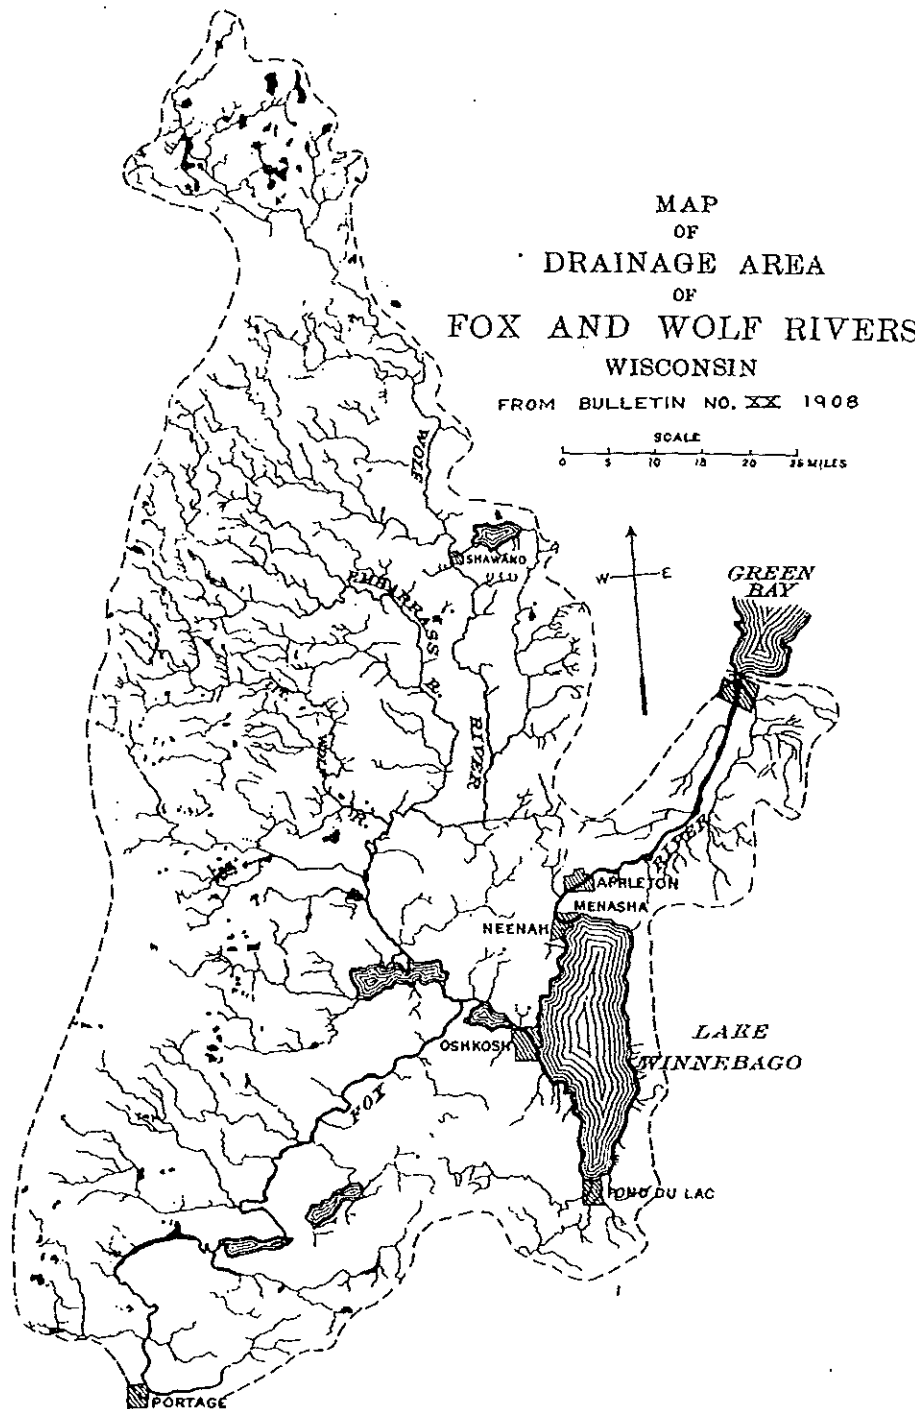 MAP
OF
DRAINAGE AREA
OF
FOX AND WOLF RIVERS
WISCONSIN
FROM BULLETIN NO. XX 1908
SCALE
0 5 10 15 20 25 MILES
WOLF
SHAWANO
W E
GREEN
BAY
EMBARRASS R.
RIVER
WOLF
R.
RIVER
APPLETON
MENASHA
NEENAH
OSHKOSH
LAKE
WINNEBAGO
FOX
FOND DU LAC
PORTAGE